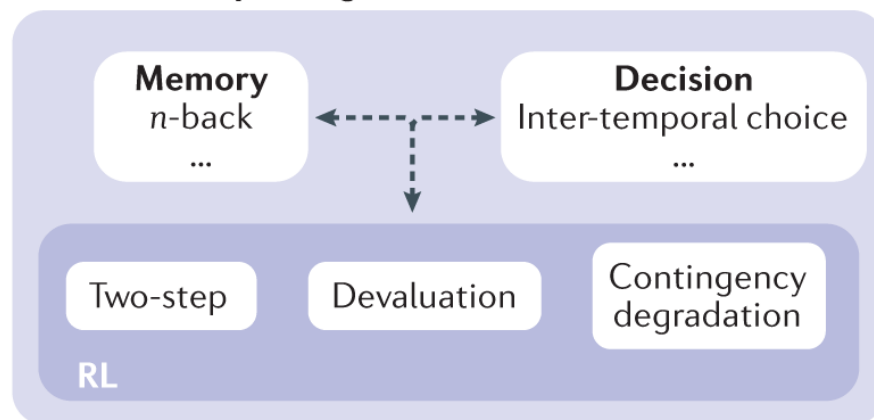 Memory
n-back
...
Decision
Inter-temporal choice
...
Two-step
Devaluation
Contingency
degradation
RL